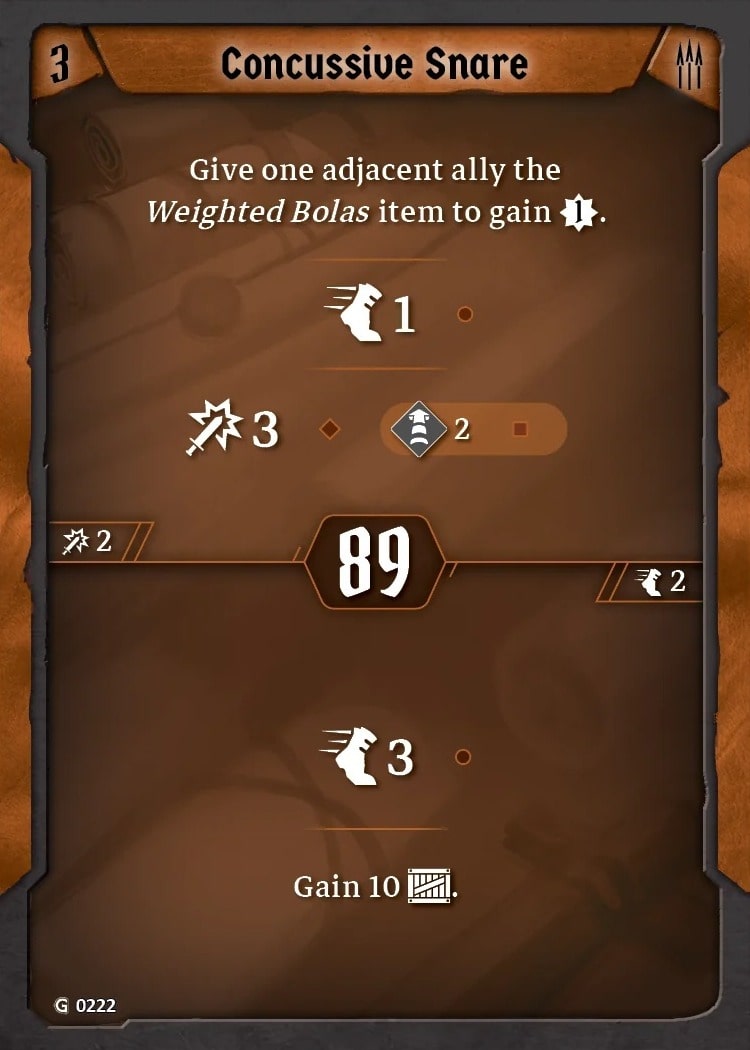 3
Concussive Snare
Give one adjacent ally the
Weighted Bolas item to gain 1.
1
3
2
2
89
2
3
Gain 10 .
G 0222